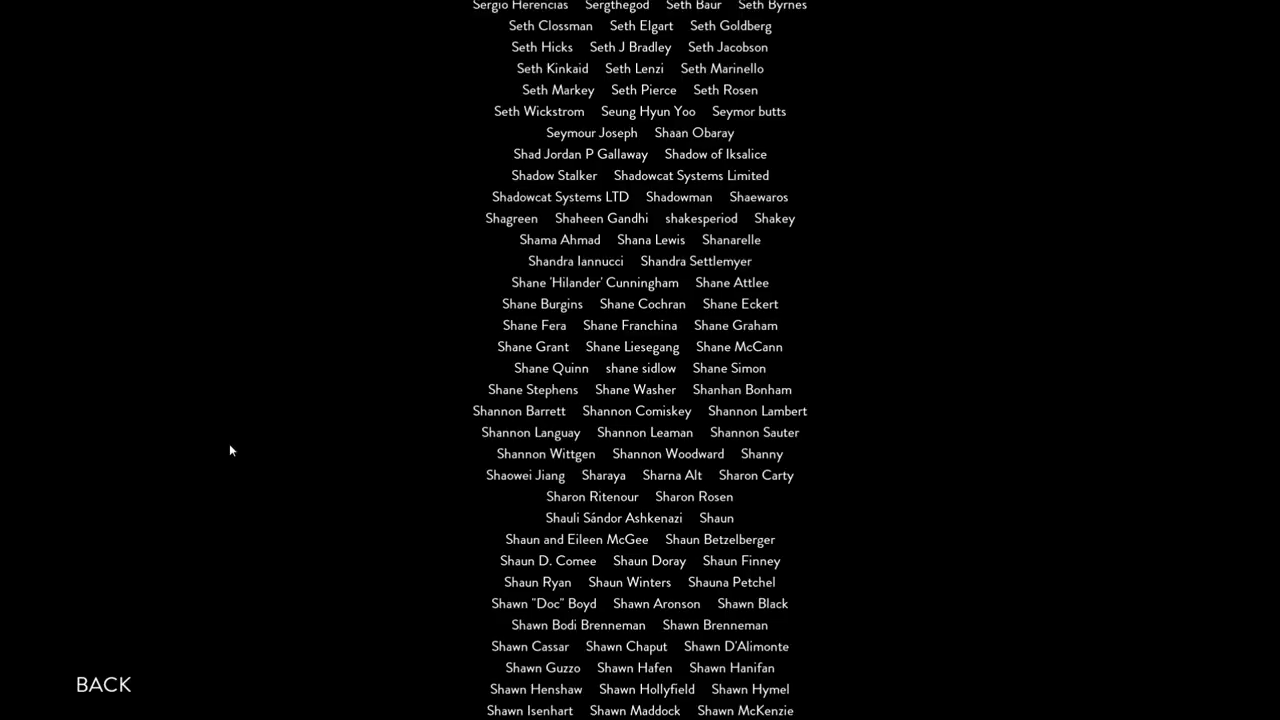 Sergio Herencias Sergthegod Seth Baur Seth Byrnes
Seth Clossman Seth Elgart Seth Goldberg
Seth Hicks Seth J Bradley Seth Jacobson
Seth Kinkaid Seth Lenzi Seth Marinello
Seth Markey Seth Pierce Seth Rosen
Seth Wickstrom Seung Hyun Yoo Seymor butts
Seymour Joseph Shaan Obaray
Shad Jordan P Gallaway Shadow of Iksalice
Shadow Stalker Shadowcat Systems Limited
Shadowcat Systems LTD Shadowman Shaewaros
Shagreen Shaheen Gandhi shakesperiod Shakey
Shama Ahmad Shana Lewis Shanarelle
Shandra Iannucci Shandra Settlemyer
Shane 'Hilander' Cunningham Shane Attlee
Shane Burgins Shane Cochran Shane Eckert
Shane Fera Shane Franchina Shane Graham
Shane Grant Shane Liesegang Shane McCann
Shane Quinn shane sidlow Shane Simon
Shane Stephens Shane Washer Shanhan Bonham
Shannon Barrett Shannon Comiskey Shannon Lambert
Shannon Languay Shannon Leaman Shannon Sauter
Shannon Wittgen Shannon Woodward Shanny
Shaowei Jiang Sharaya Sharna Alt Sharon Carty
Sharon Ritenour Sharon Rosen
Shauli Sándor Ashkenazi Shaun
Shaun and Eileen McGee Shaun Betzelberger
Shaun D. Comee Shaun Doray Shaun Finney
Shaun Ryan Shaun Winters Shauna Petchel
Shawn "Doc" Boyd Shawn Aronson Shawn Black
Shawn Bodi Brenneman Shawn Brenneman
Shawn Cassar Shawn Chaput Shawn D'Alimonte
Shawn Guzzo Shawn Hafen Shawn Hanifan
Shawn Henshaw Shawn Hollyfield Shawn Hymel
Shawn Isenhart Shawn Maddock Shawn McKenzie
BACK